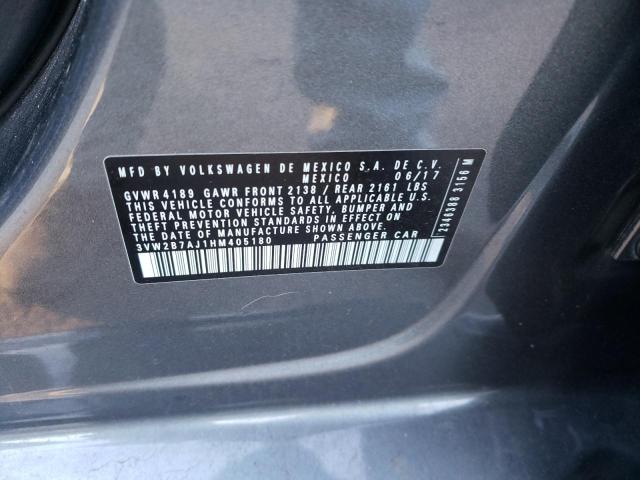 MFD BY VOLKSWAGEN DE MEXICO S.A. DE C.V.
MEXICO 06/17
GVWR 4189 GAWR FRONT 2138 / REAR 2161 LBS
THIS VEHICLE CONFORMS TO ALL APPLICABLE U.S.
FEDERAL MOTOR VEHICLE SAFETY, BUMPER AND
THEFT PREVENTION STANDARDS IN EFFECT ON
THE DATE OF MANUFACTURE SHOWN ABOVE.
3VW2B7AJ1HM405180 PASSENGER CAR
2346308 3156 M